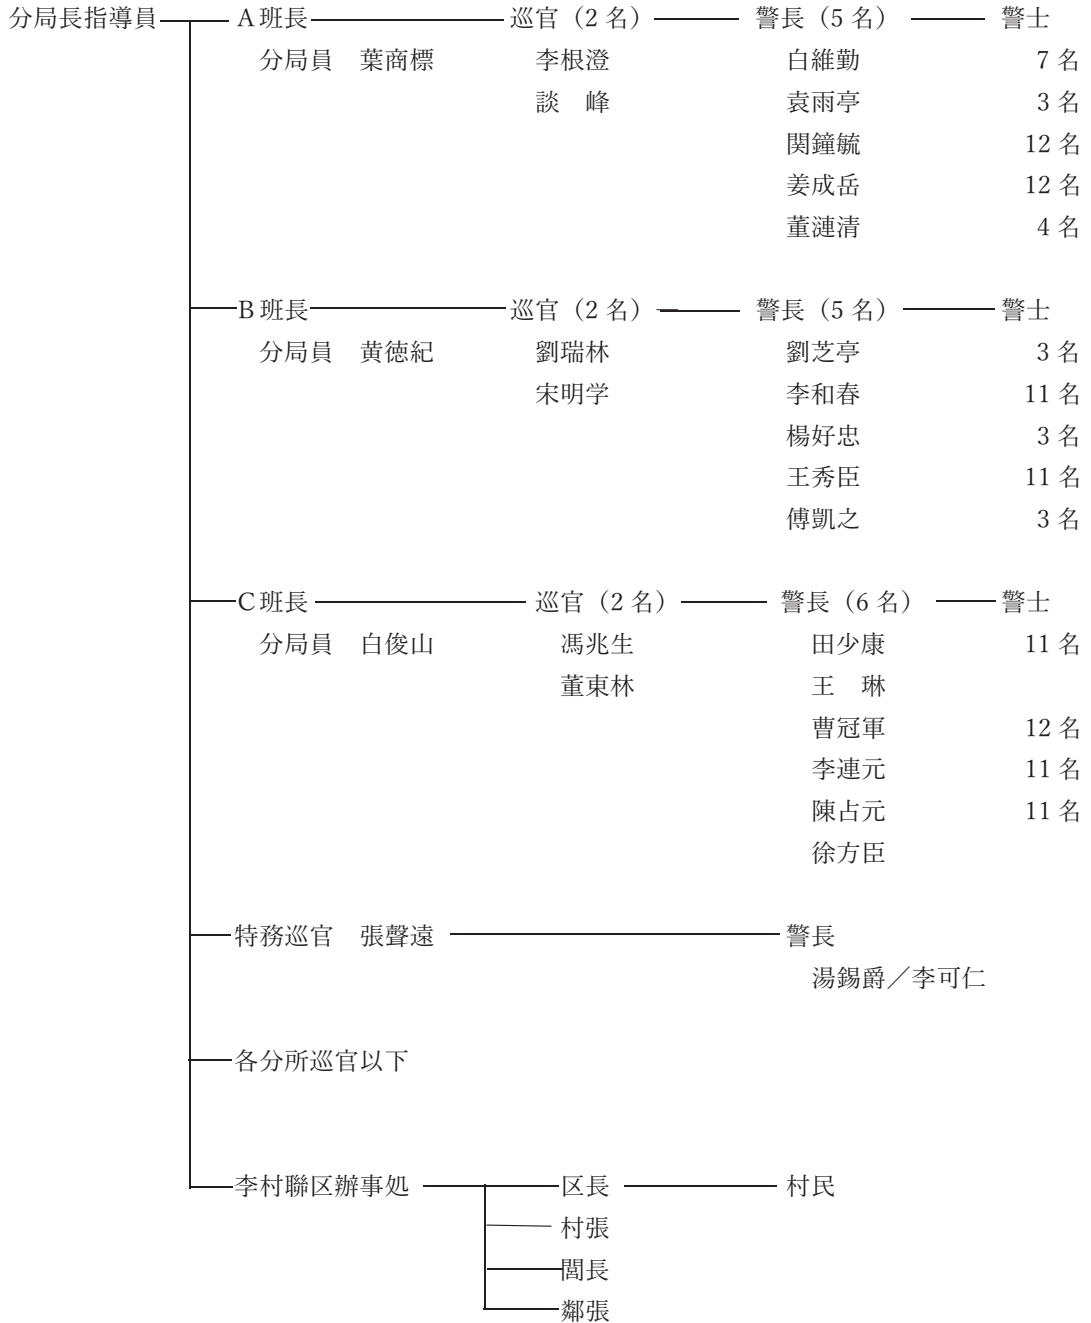 分局長指導員 A班長 巡官（2名） 警長（5名） 警士
分局員　葉商標 李根澄 白維勤 7名
談　峰 袁雨亭 3名
関鐘毓 12名
姜成岳 12名
董漣清 4名
B班長 巡官（2名） 警長（5名） 警士
分局員　黄徳紀 劉瑞林 劉芝亭 3名
宋明学 李和春 11名
楊好忠 3名
王秀臣 11名
傅凱之 3名
C班長 巡官（2名） 警長（6名） 警士
分局員　白俊山 馮兆生 田少康 11名
董東林 王　琳
曹冠軍 12名
李連元 11名
陳占元 11名
徐方臣
特務巡官　張聲遠 警長
湯錫爵／李可仁
各分所巡官以下
李村聯区辦事処 区長 村民
村張
閭長
鄰張